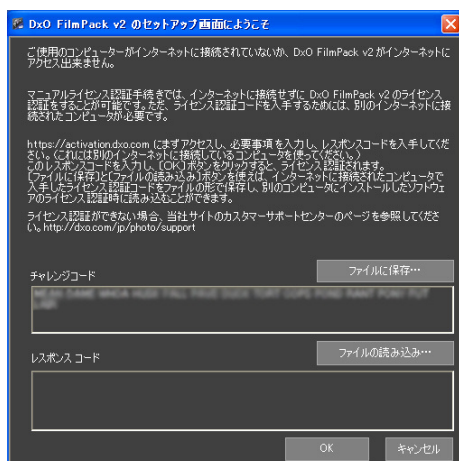 DxO FilmPack v2 のセットアップ画面にようこそ
ご使用のコンピューターがインターネットに接続されていないか、DxO FilmPack v2 がインターネットに
アクセス出来ません。
マニュアルライセンス認証手続きでは、インターネットに接続せずに DxO FilmPack v2 のライセンス
認証をすることが可能です。ただ、ライセンス認証コードを入手するためには、別のインターネットに接
続されたコンピュータが必要です。
https://activation.dxo.com にまずアクセスし、必要事項を入力し、レスポンスコードを入手してくだ
さい。（これには別のインターネットに接続しているコンピュータを使ってください。）
このレスポンスコードを入力し、[OK]ボタンをクリックすると、ライセンス認証されます。
[ファイルに保存]と[ファイルの読み込み]ボタンを使えば、インターネットに接続されたコンピュータで
入手したライセンス認証コードをファイルの形で保存し、別のコンピュータにインストールしたソフトウェ
アのライセンス認証時に読み込むことができます。
ライセンス認証ができない場合、当社サイトのカスタマーサポートセンターのページを参照してくださ
い。http://dxo.com/jp/photo/support
ファイルに保存…
チャレンジコード
ファイルの読み込み…
レスポンス コード
OK
キャンセル